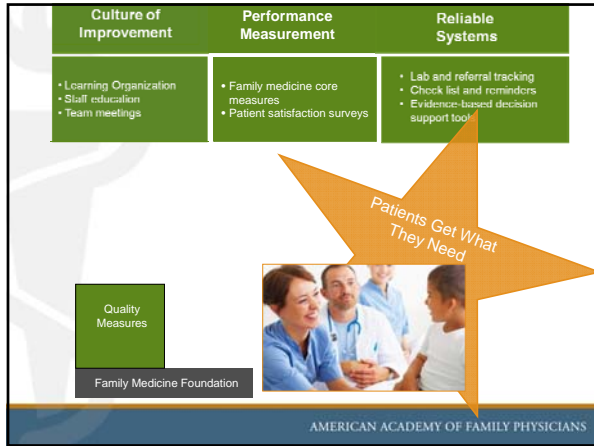 Culture of
Improvement
• Learning Organization
• Staff education
• Team meetings
Performance
Measurement
• Family medicine core
measures
• Patient satisfaction surveys
Reliable
Systems
• Lab and referral tracking
• Check list and reminders
• Evidence-based decision
support tools
Patients Get What
They Need
Quality
Measures
Family Medicine Foundation
AMERICAN ACADEMY OF FAMILY PHYSICIANS